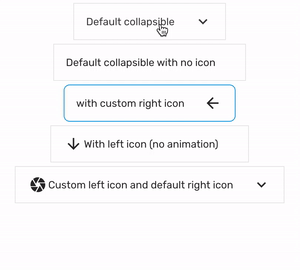 Default collapsible
Default collapsible with no icon
with custom right icon
With left icon (no animation)
Custom left icon and default right icon